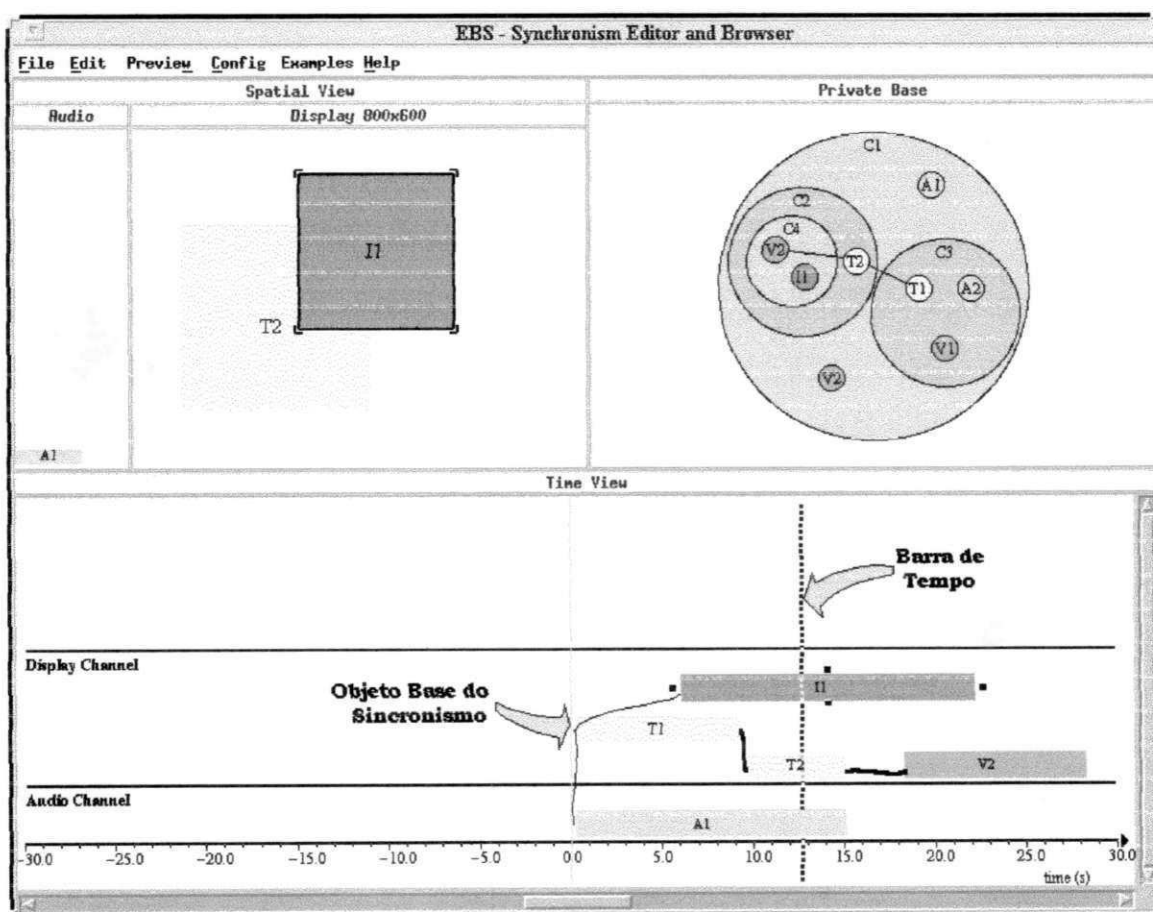 EBS - Synchronism Editor and Browser
File Edit Preview Config Examples Help
Spatial View
Audio
Display 800x600
I1
T2
A1
Private Base
C1
A1
C2
C4
V2
T2
C3
I1
T1
A2
V1
V2
Time View
Barra de
Tempo
Display Channel
I1
Objeto Base do
Sincronismo
T1
T2
V2
Audio Channel
A1
-30.0 -25.0 -20.0 -15.0 -10.0 -5.0 0.0 5.0 10.0 15.0 20.0 25.0 30.0
time (s)